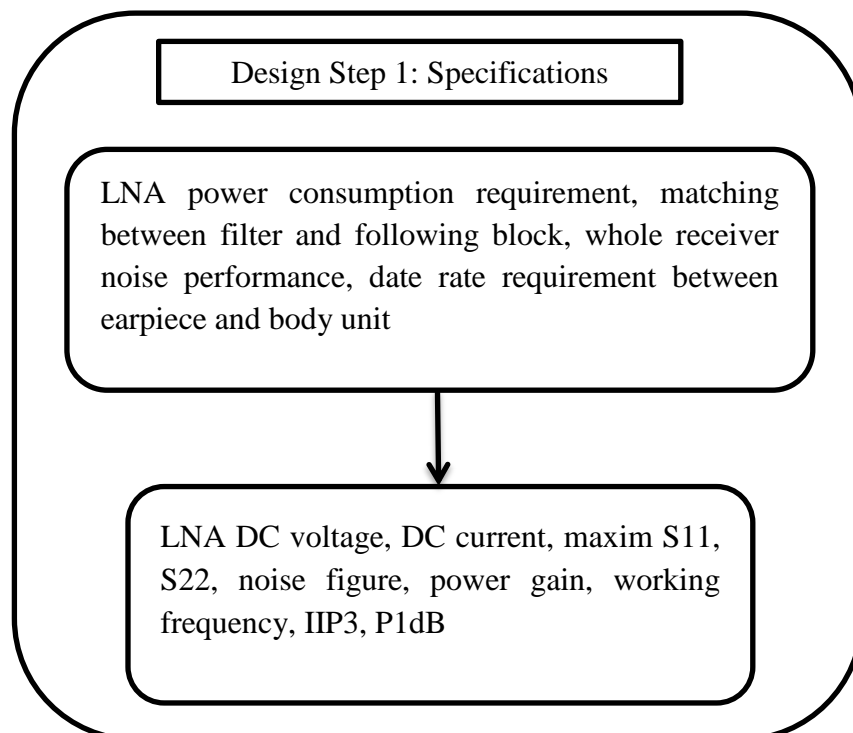 Design Step 1: Specifications
LNA power consumption requirement, matching
between filter and following block, whole receiver
noise performance, date rate requirement between
earpiece and body unit
LNA DC voltage, DC current, maxim S11,
S22, noise figure, power gain, working
frequency, IIP3, P1dB